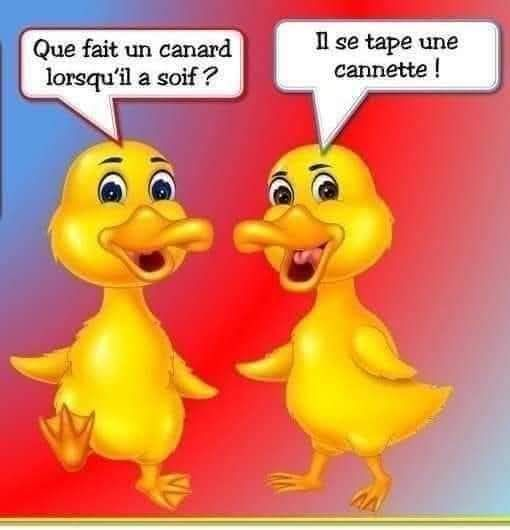 Que fait un canard
lorsqu'il a soif ?
Il se tape une
cannette !